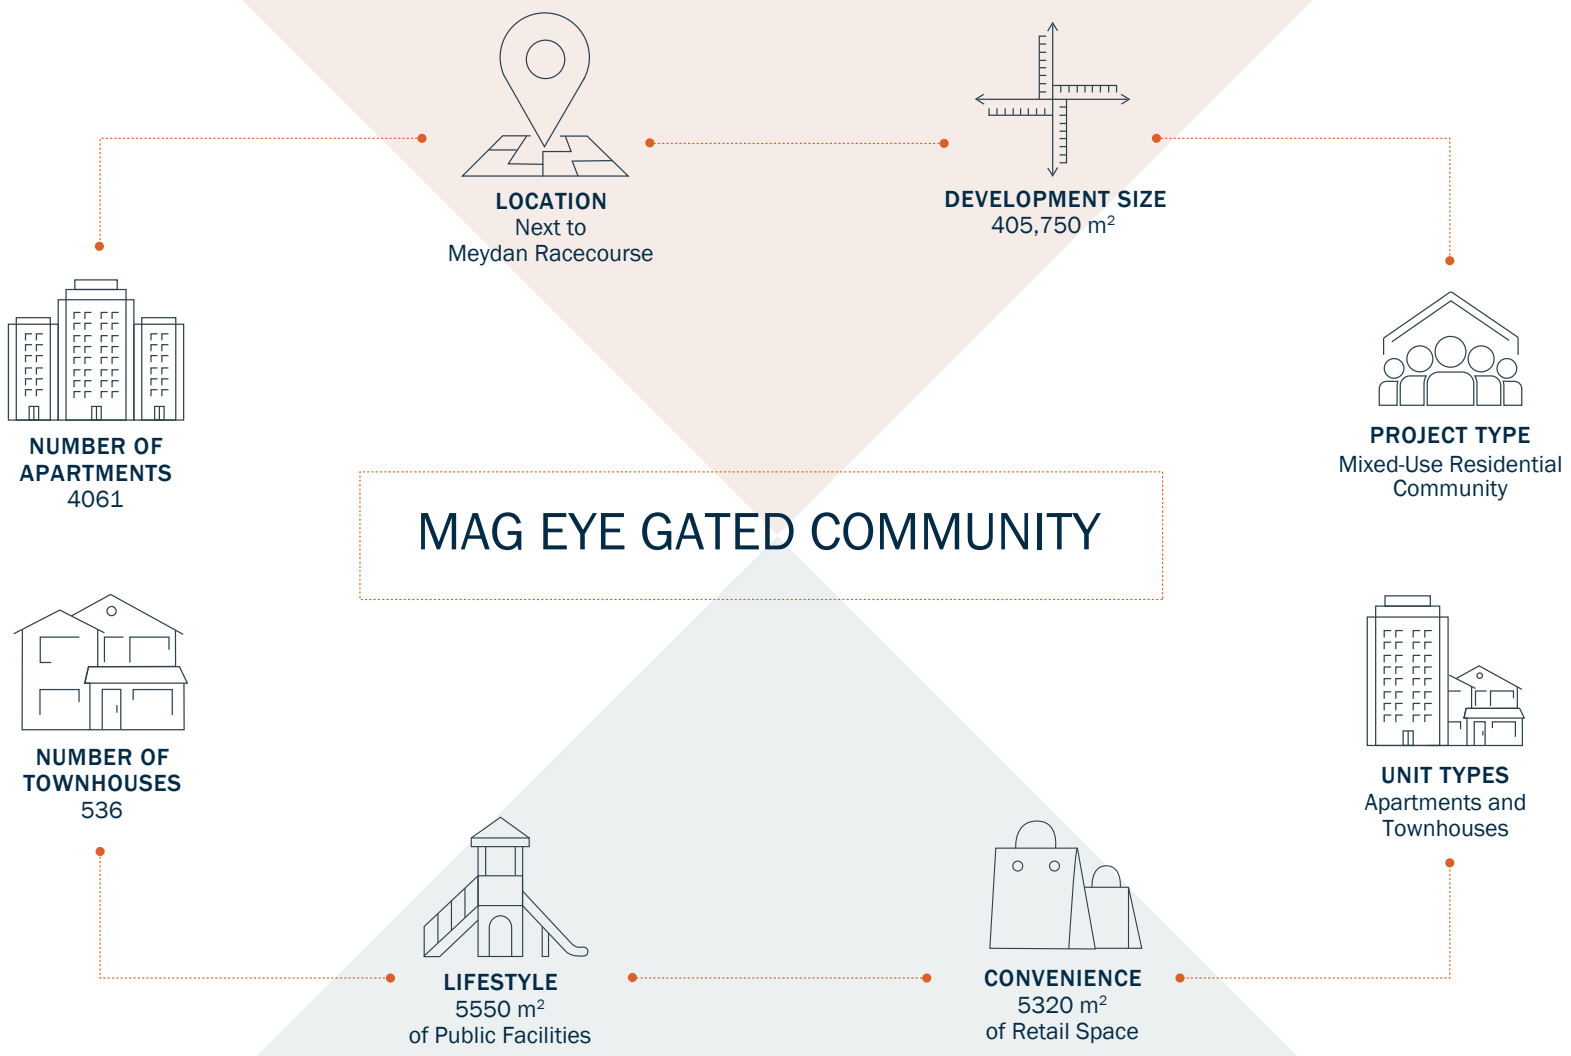 LOCATION
Next to
Meydan Racecourse
DEVELOPMENT SIZE
405,750 m²
NUMBER OF
APARTMENTS
4061
PROJECT TYPE
Mixed-Use Residential
Community
MAG EYE GATED COMMUNITY
NUMBER OF
TOWNHOUSES
536
UNIT TYPES
Apartments and
Townhouses
LIFESTYLE
5550 m²
of Public Facilities
CONVENIENCE
5320 m²
of Retail Space